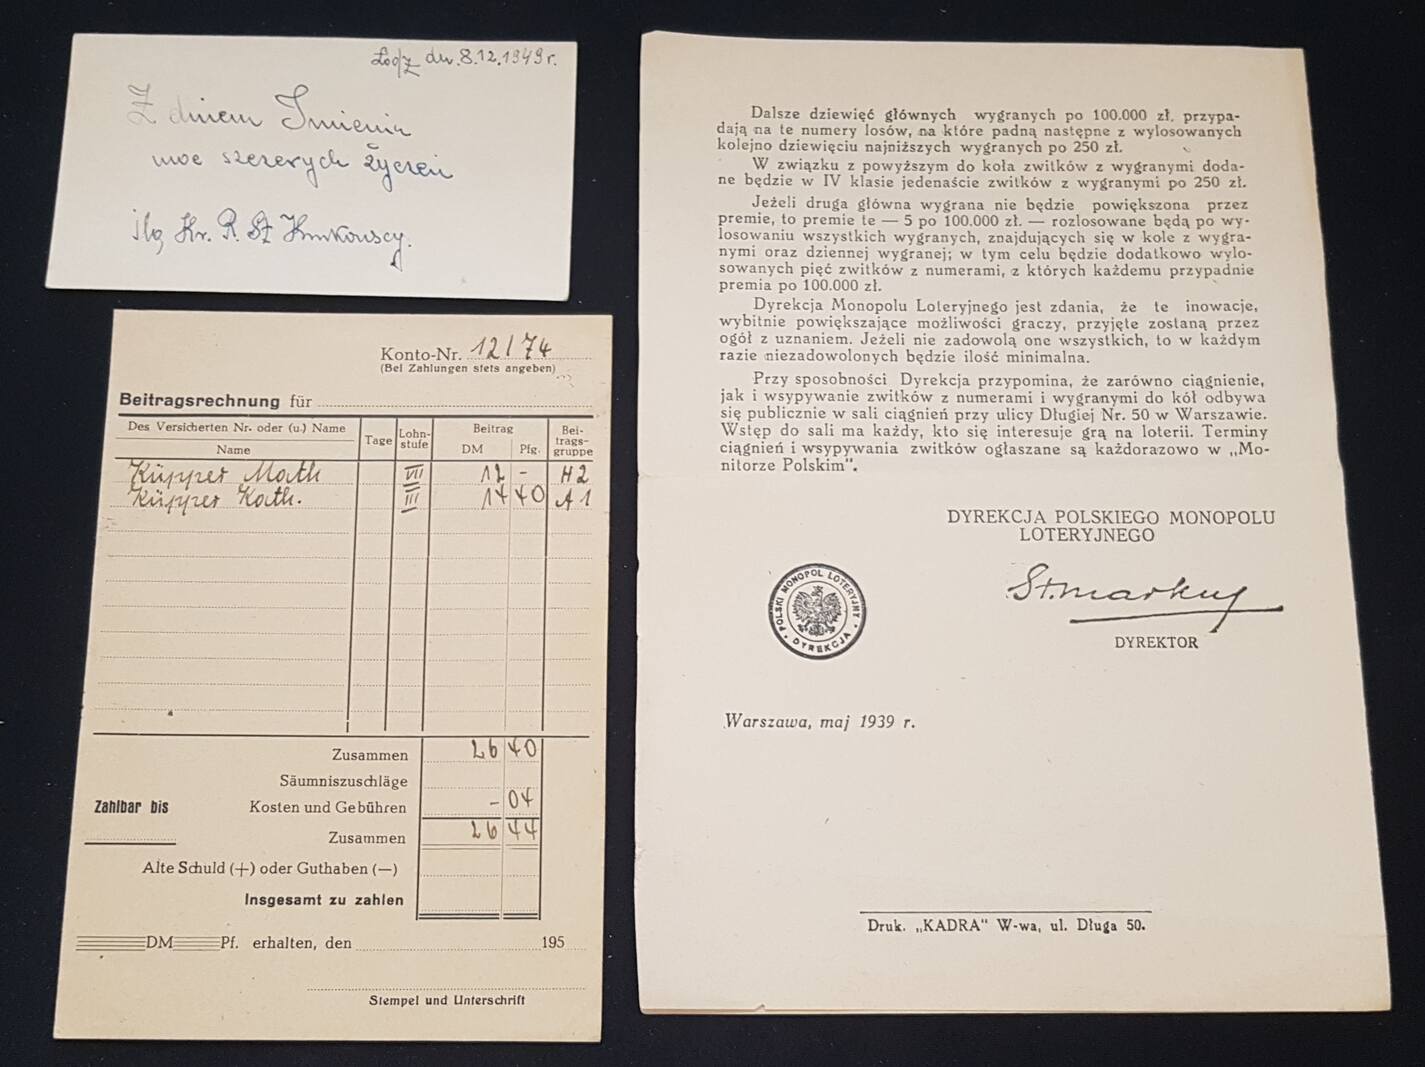 Łódź dn. 8.12.1949 r.
Z dniem Imienin
moc szczerych życzeń
Konto-Nr. 12/74
(Bei Zahlungen stets angeben)
Beitragsrechnung für
Des Versicherten Nr. oder (u.) Name
Name
Tage
Lohn-
stufe
Beitrag
DM Pfg.
Bei-
trags-
gruppe
Küpper Math VII 12 - H2
Küpper Kath. III 14 40 A1
Zusammen 26 40
Säumniszuschläge
Zahlbar bis Kosten und Gebühren - 04
Zusammen 26 44
Alte Schuld (+) oder Guthaben (—)
Insgesamt zu zahlen
DM Pf. erhalten, den 195
Stempel und Unterschrift
Dalsze dziewięć głównych wygranych po 100.000 zł. przypa-
dają na te numery losów, na które padną następne z wylosowanych
kolejno dziewięciu najniższych wygranych po 250 zł.
W związku z powyższym do koła zwitków z wygranymi doda-
ne będzie w IV klasie jedenaście zwitków z wygranymi po 250 zł.
Jeżeli druga główna wygrana nie będzie powiększona przez
premie, to premie te — 5 po 100.000 zł. — rozlosowane będą po wy-
losowaniu wszystkich wygranych, znajdujących się w kole z wygra-
nymi oraz dziennej wygranej; w tym celu będzie dodatkowo wylo-
sowanych pięć zwitków z numerami, z których każdemu przypadnie
premia po 100.000 zł.
Dyrekcja Monopolu Loteryjnego jest zdania, że te inowacje,
wybitnie powiększające możliwości graczy, przyjęte zostaną przez
ogół z uznaniem. Jeżeli nie zadowolą one wszystkich, to w każdym
razie niezadowolonych będzie ilość minimalna.
Przy sposobności Dyrekcja przypomina, że zarówno ciągnienie,
jak i wsypywanie zwitków z numerami i wygranymi do kół odbywa
się publicznie w sali ciągnień przy ulicy Długiej Nr. 50 w Warszawie.
Wstęp do sali ma każdy, kto się interesuje grą na loterii. Terminy
ciągnień i wsypywania zwitków ogłaszane są każdorazowo w „Mo-
nitorze Polskim".
DYREKCJA POLSKIEGO MONOPOLU
LOTERYJNEGO
POLSKI MONOPOL LOTERYJNY
DYREKCJA
St. Markus
DYREKTOR
Warszawa, maj 1939 r.
Druk. „KADRA" W-wa, ul. Długa 50.